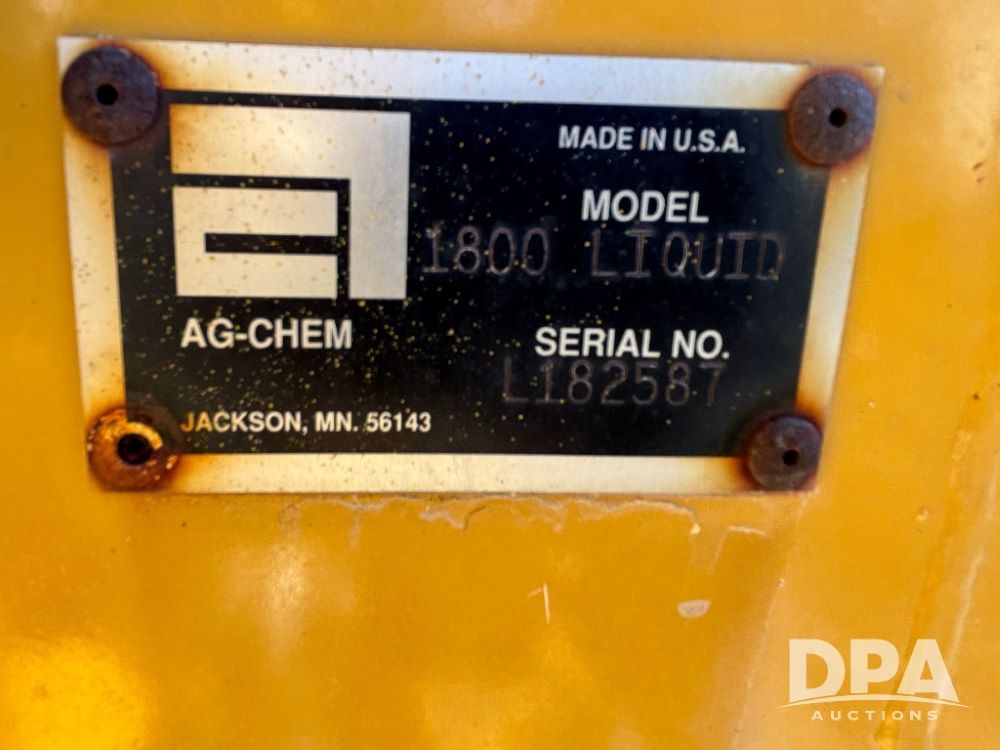 MADE IN U.S.A.
MODEL
1800 LIQUID
AG-CHEM
SERIAL NO.
L182587
JACKSON, MN. 56143
DPA
AUCTIONS